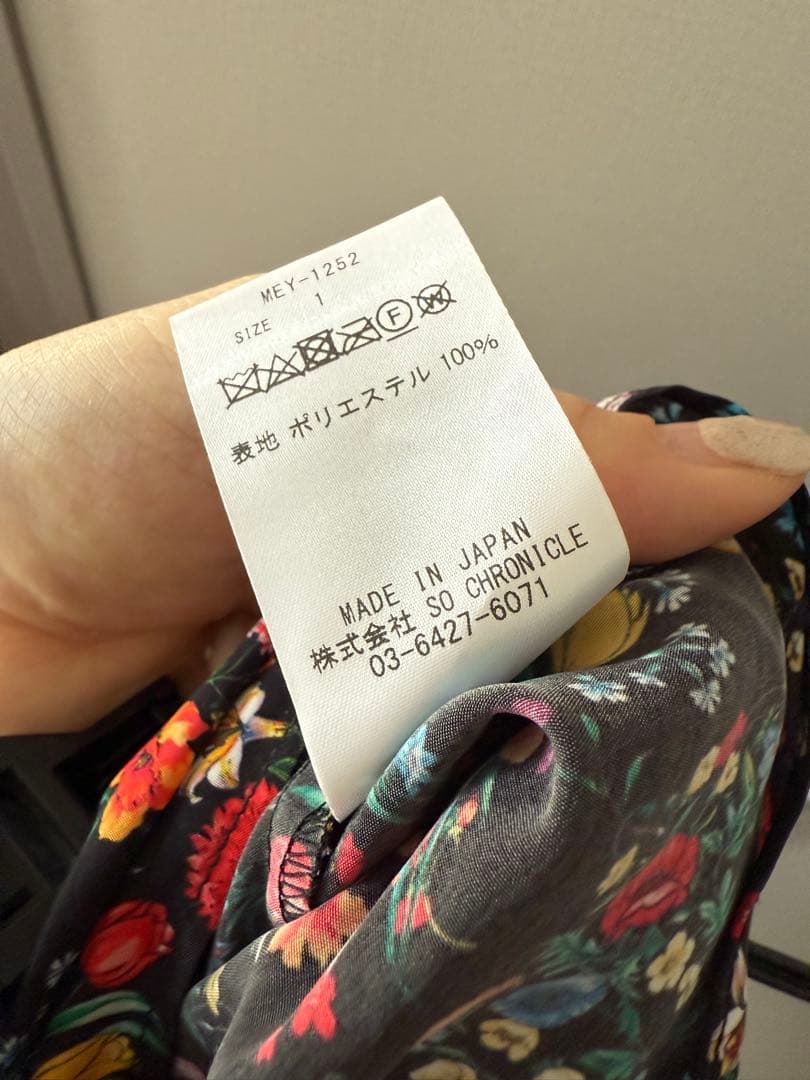 MEY-1252
SIZE 1
F W
表地 ポリエステル 100%
MADE IN JAPAN
株式会社 SO CHRONICLE
03-6427-6071